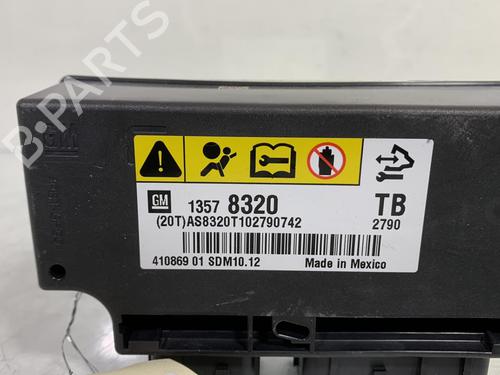 B-PARTS
GM
GM 1357 8320 TB
(20T)AS8320T102790742 2790
410869 01 SDM10.12 Made in Mexico